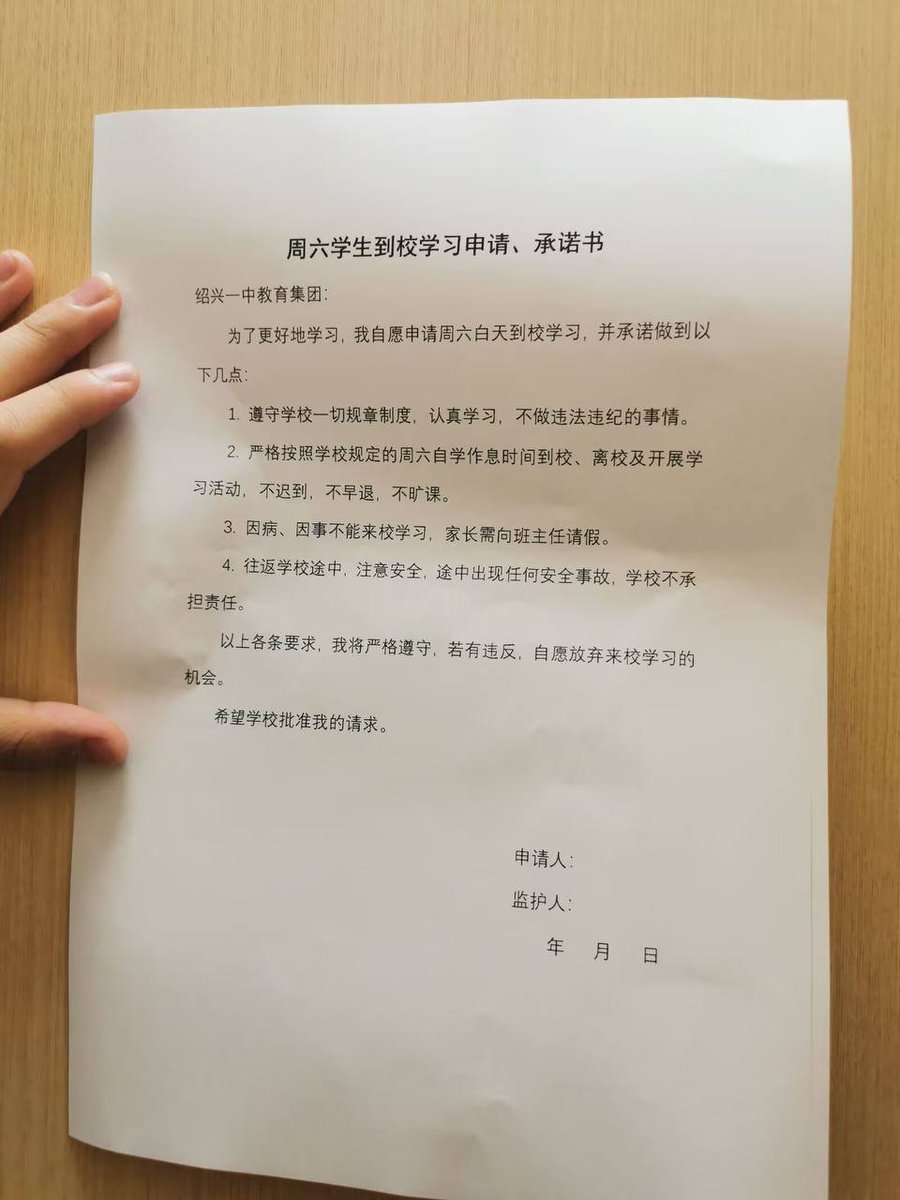 周六学生到校学习申请、承诺书
绍兴一中教育集团：
为了更好地学习，我自愿申请周六白天到校学习，并承诺做到以
下几点：
1. 遵守学校一切规章制度，认真学习，不做违法违纪的事情。
2. 严格按照学校规定的周六自学作息时间到校、离校及开展学
习活动，不迟到，不早退，不旷课。
3. 因病、因事不能来校学习，家长需向班主任请假。
4. 往返学校途中，注意安全，途中出现任何安全事故，学校不承
担责任。
以上各条要求，我将严格遵守，若有违反，自愿放弃来校学习的
机会。
希望学校批准我的请求。
申请人：
监护人：
年 月 日